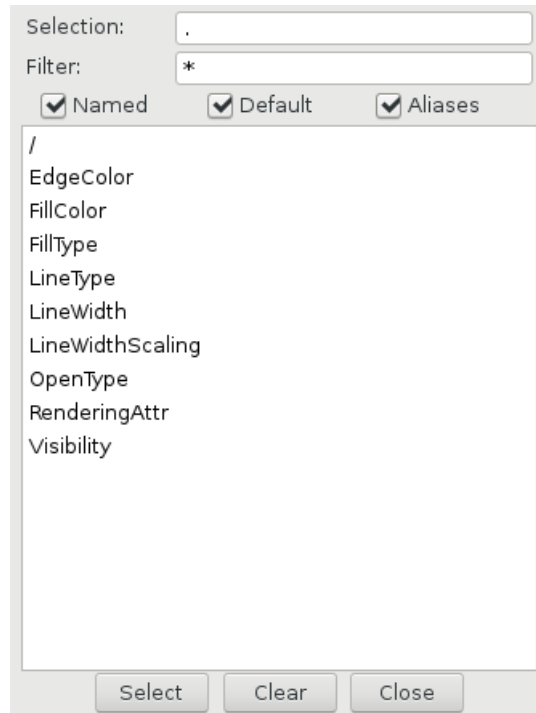 Selection: .
Filter: *
Named Default Aliases
/
EdgeColor
FillColor
FillType
LineType
LineWidth
LineWidthScaling
OpenType
RenderingAttr
Visibility
Select Clear Close